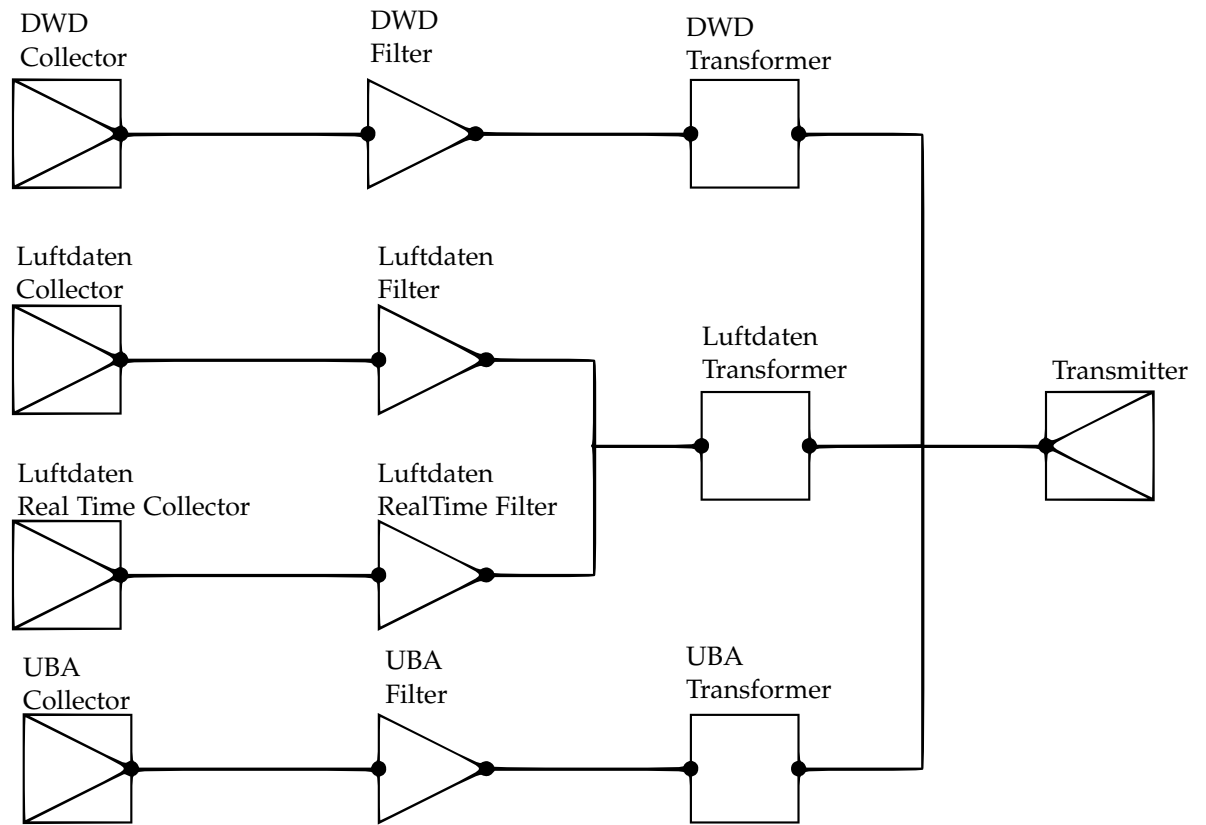 DWD
Collector
DWD
Filter
DWD
Transformer
Luftdaten
Collector
Luftdaten
Filter
Luftdaten
Transformer
Transmitter
Luftdaten
Real Time Collector
Luftdaten
RealTime Filter
UBA
Collector
UBA
Filter
UBA
Transformer